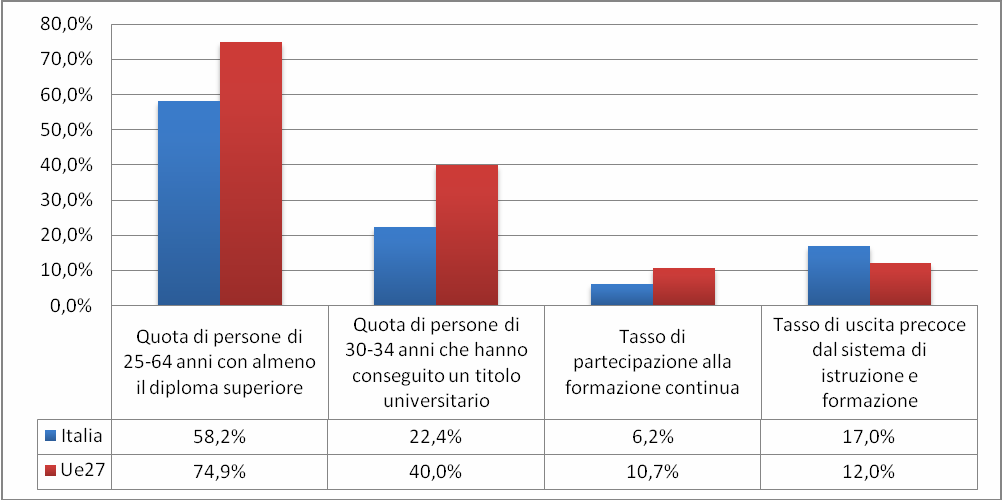 80,0%
70,0%
60,0%
50,0%
40,0%
30,0%
20,0%
10,0%
0,0%
Quota di persone di
25-64 anni con almeno
il diploma superiore
Quota di persone di
30-34 anni che hanno
conseguito un titolo
universitario
Tasso di
partecipazione alla
formazione continua
Tasso di uscita precoce
dal sistema di
istruzione e
formazione
Italia 58,2% 22,4% 6,2% 17,0%
Ue27 74,9% 40,0% 10,7% 12,0%